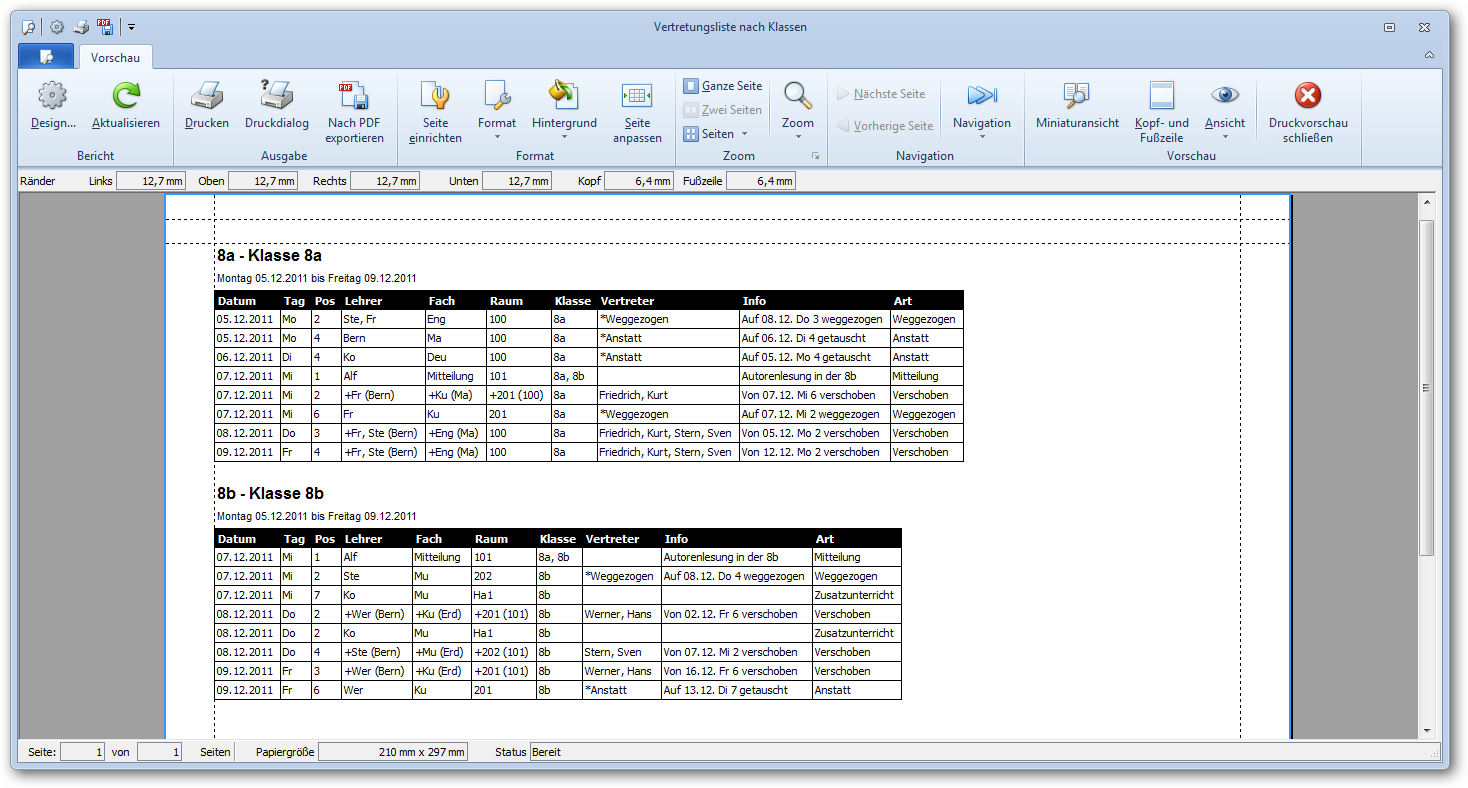 Vertretungsliste nach Klassen
Vorschau
Design... Aktualisieren Drucken Druckdialog Nach PDF exportieren Seite einrichten Format Hintergrund Seite anpassen Ganze Seite Zwei Seiten Seiten Zoom Nächste Seite Vorherige Seite Navigation Miniaturansicht Kopf- und Fußzeile Ansicht Druckvorschau schließen
Bericht Ausgabe Format Zoom Navigation Vorschau
Ränder Links 12,7 mm Oben 12,7 mm Rechts 12,7 mm Unten 12,7 mm Kopf 6,4 mm Fußzeile 6,4 mm
8a - Klasse 8a
Montag 05.12.2011 bis Freitag 09.12.2011
Datum Tag Pos Lehrer Fach Raum Klasse Vertreter Info Art
05.12.2011 Mo 2 Ste, Fr Eng 100 8a *Weggezogen Auf 08.12. Do 3 weggezogen Weggezogen
05.12.2011 Mo 4 Bern Ma 100 8a *Anstatt Auf 06.12. Di 4 getauscht Anstatt
06.12.2011 Di 4 Ko Deu 100 8a *Anstatt Auf 05.12. Mo 4 getauscht Anstatt
07.12.2011 Mi 1 Alf Mitteilung 101 8a, 8b Autorenlesung in der 8b Mitteilung
07.12.2011 Mi 2 +Fr (Bern) +Ku (Ma) +201 (100) 8a Friedrich, Kurt Von 07.12. Mi 6 verschoben Verschoben
07.12.2011 Mi 6 Fr Ku 201 8a *Weggezogen Auf 07.12. Mi 2 weggezogen Weggezogen
08.12.2011 Do 3 +Fr, Ste (Bern) +Eng (Ma) 100 8a Friedrich, Kurt, Stern, Sven Von 05.12. Mo 2 verschoben Verschoben
09.12.2011 Fr 4 +Fr, Ste (Bern) +Eng (Ma) 100 8a Friedrich, Kurt, Stern, Sven Von 12.12. Mo 2 verschoben Verschoben
8b - Klasse 8b
Montag 05.12.2011 bis Freitag 09.12.2011
Datum Tag Pos Lehrer Fach Raum Klasse Vertreter Info Art
07.12.2011 Mi 1 Alf Mitteilung 101 8a, 8b Autorenlesung in der 8b Mitteilung
07.12.2011 Mi 2 Ste Mu 202 8b *Weggezogen Auf 08.12. Do 4 weggezogen Weggezogen
07.12.2011 Mi 7 Ko Mu Ha1 8b Zusatzunterricht
08.12.2011 Do 2 +Wer (Bern) +Ku (Erd) +201 (101) 8b Werner, Hans Von 02.12. Fr 6 verschoben Verschoben
08.12.2011 Do 2 Ko Mu Ha1 8b Zusatzunterricht
08.12.2011 Do 4 +Ste (Bern) +Mu (Erd) +202 (101) 8b Stern, Sven Von 07.12. Mi 2 verschoben Verschoben
09.12.2011 Fr 3 +Wer (Bern) +Ku (Erd) +201 (101) 8b Werner, Hans Von 16.12. Fr 6 verschoben Verschoben
09.12.2011 Fr 6 Wer Ku 201 8b *Anstatt Auf 13.12. Di 7 getauscht Anstatt
Seite: 1 von 1 Seiten Papiergröße 210 mm x 297 mm Status Bereit